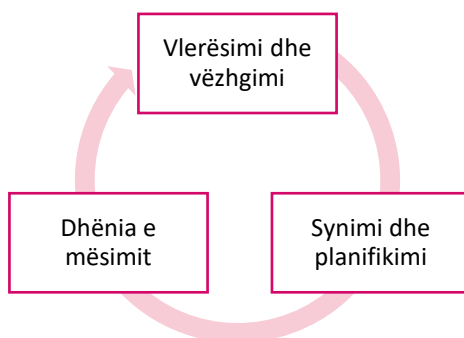 Vlerësimi dhe
vëzhgimi
Synimi dhe
planifikimi
Dhënia e
mësimit